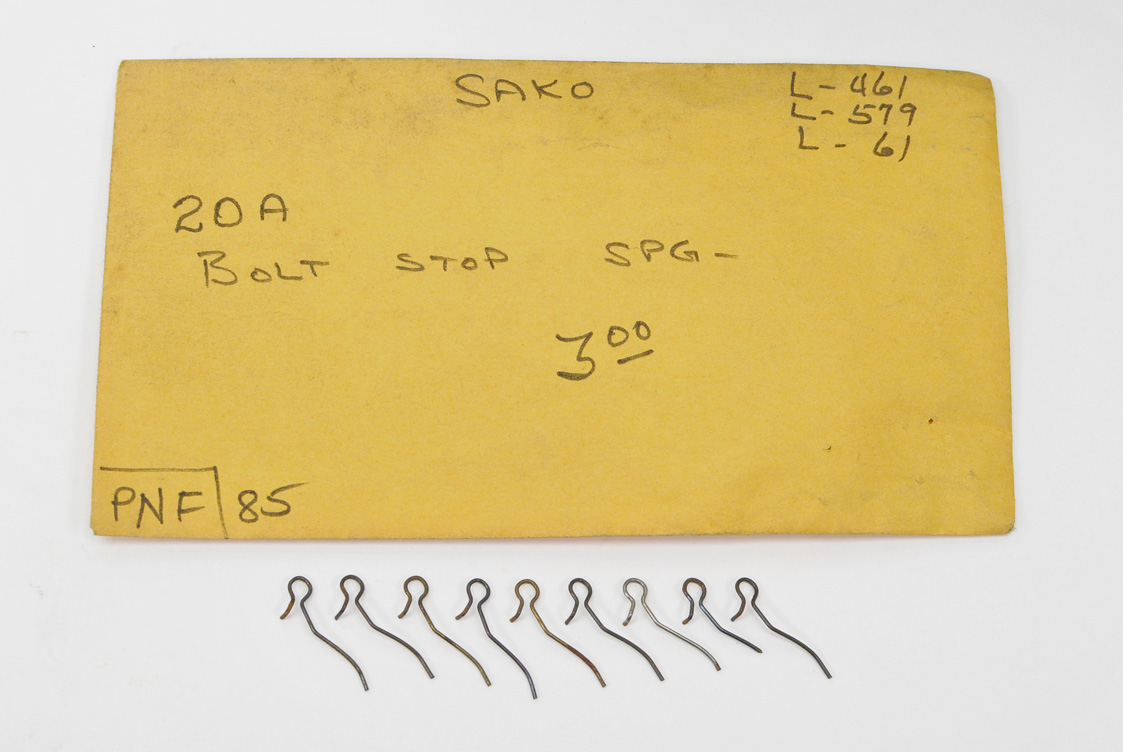 SAKO
L-461
L-579
L-61
20A
BOLT STOP SPG-
3.00
PNF 85